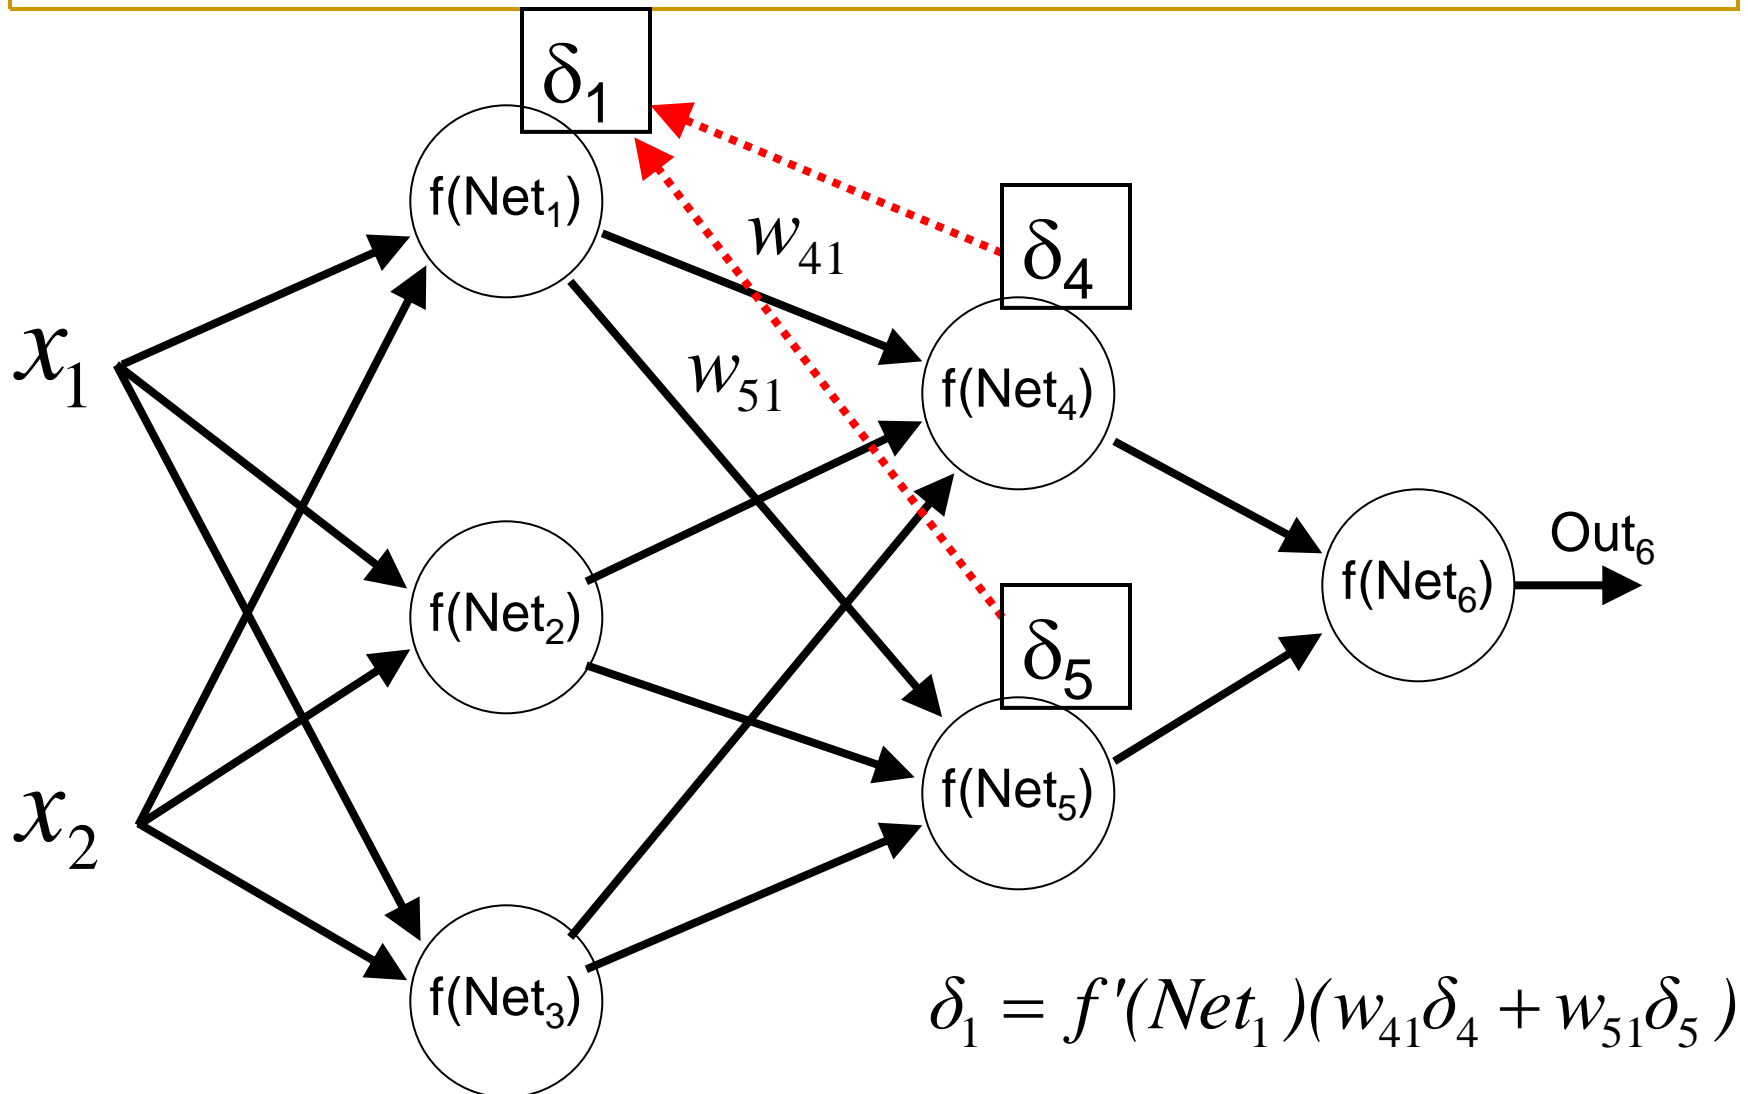 δ₁
f(Net₁)
w₄₁
δ₄
x₁
w₅₁
f(Net₄)
Out₆
f(Net₂)
f(Net₆)
δ₅
x₂
f(Net₅)
f(Net₃)
δ₁ = f'(Net₁)(w₄₁δ₄ + w₅₁δ₅)